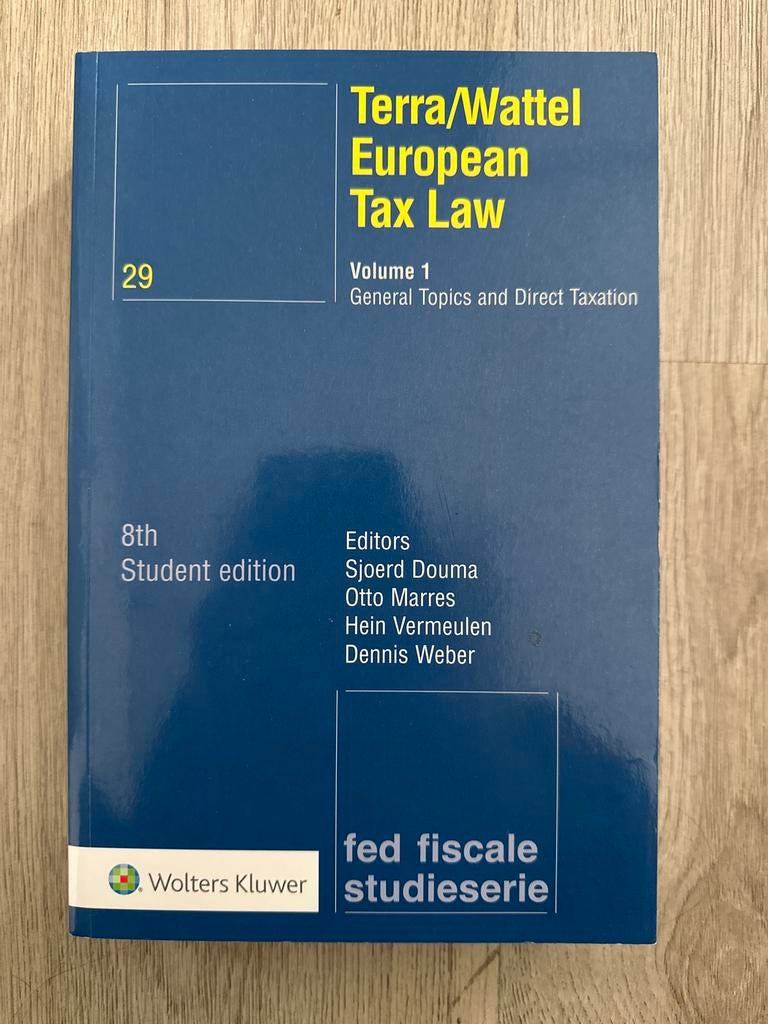 Terra/Wattel
European
Tax Law
29
Volume 1
General Topics and Direct Taxation
8th
Student edition
Editors
Sjoerd Douma
Otto Marres
Hein Vermeulen
Dennis Weber
fed fiscale
studieserie
Wolters Kluwer